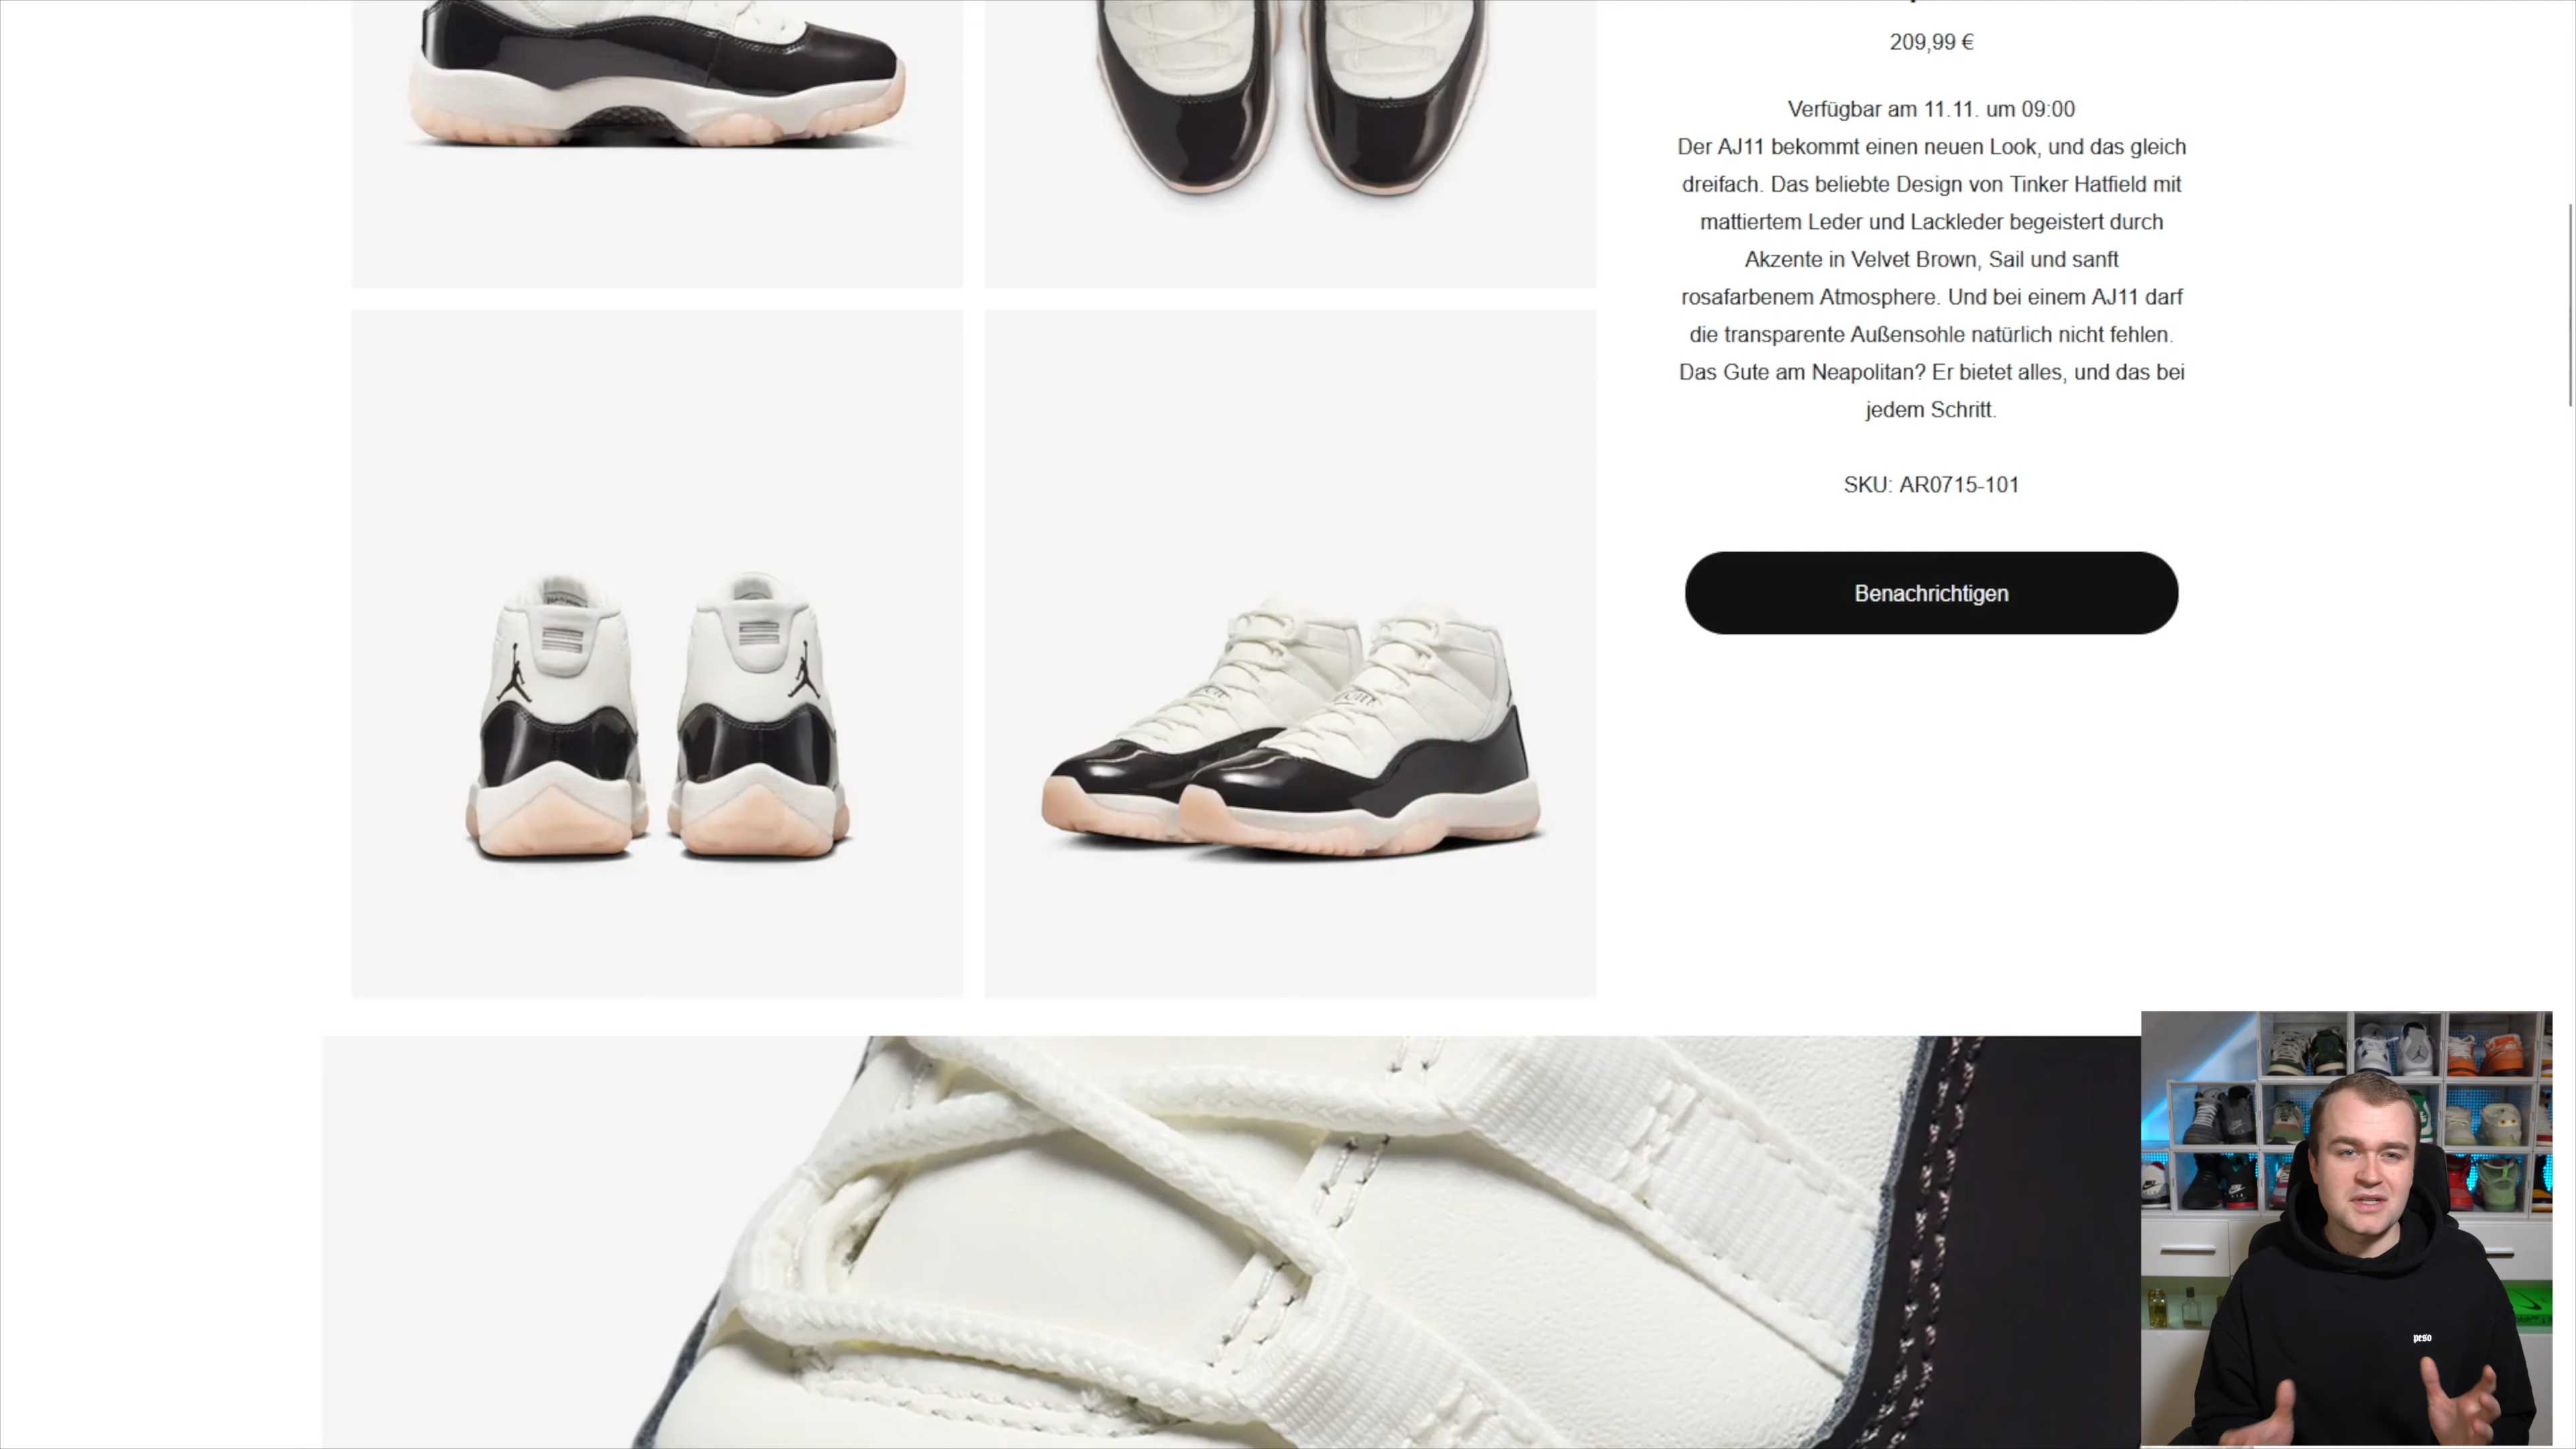 209,99 €
Verfügbar am 11.11. um 09:00
Der AJ11 bekommt einen neuen Look, und das gleich
dreifach. Das beliebte Design von Tinker Hatfield mit
mattiertem Leder und Lackleder begeistert durch
Akzente in Velvet Brown, Sail und sanft
rosafarbenem Atmosphere. Und bei einem AJ11 darf
die transparente Außensohle natürlich nicht fehlen.
Das Gute am Neapolitan? Er bietet alles, und das bei
jedem Schritt.
SKU: AR0715-101
Benachrichtigen
peso